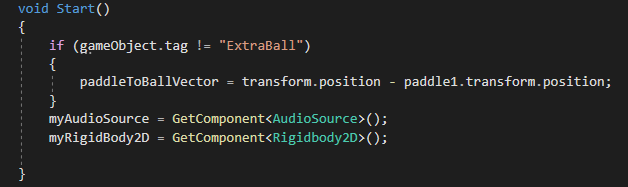 void Start()
{
if (gameObject.tag != "ExtraBall")
{
paddleToBallVector = transform.position - paddle1.transform.position;
}
myAudioSource = GetComponent<AudioSource>();
myRigidBody2D = GetComponent<Rigidbody2D>();
}